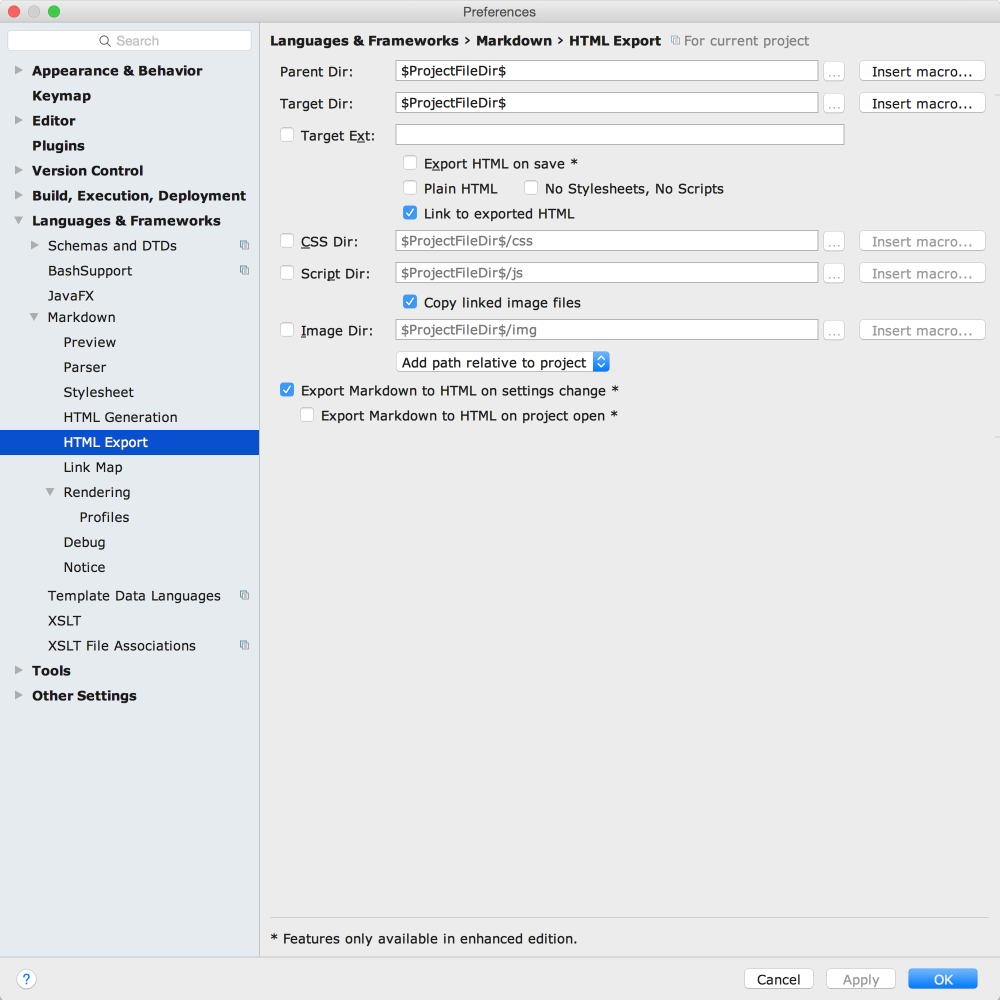 Preferences
Search
Appearance & Behavior
Keymap
Editor
Plugins
Version Control
Build, Execution, Deployment
Languages & Frameworks
Schemas and DTDs
BashSupport
JavaFX
Markdown
Preview
Parser
Stylesheet
HTML Generation
HTML Export
Link Map
Rendering
Profiles
Debug
Notice
Template Data Languages
XSLT
XSLT File Associations
Tools
Other Settings
Languages & Frameworks › Markdown › HTML Export For current project
Parent Dir: $ProjectFileDir$ ... Insert macro...
Target Dir: $ProjectFileDir$ ... Insert macro...
Target Ext:
Export HTML on save *
Plain HTML No Stylesheets, No Scripts
Link to exported HTML
CSS Dir: $ProjectFileDir$/css ... Insert macro...
Script Dir: $ProjectFileDir$/js ... Insert macro...
Copy linked image files
Image Dir: $ProjectFileDir$/img ... Insert macro...
Add path relative to project
Export Markdown to HTML on settings change *
Export Markdown to HTML on project open *
* Features only available in enhanced edition.
? Cancel Apply OK